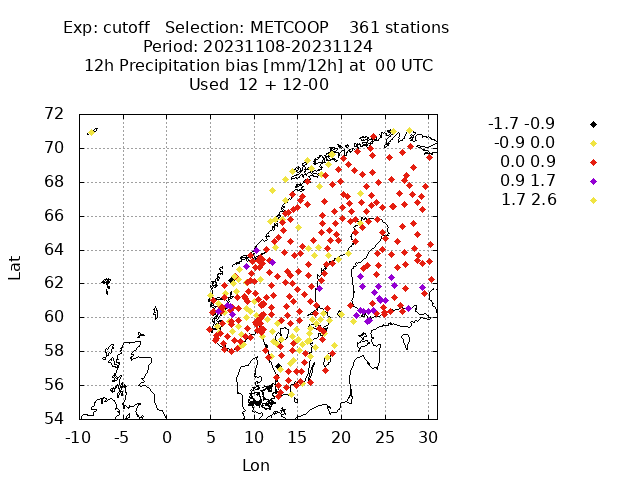 Exp: cutoff   Selection: METCOOP    361 stations
Period: 20231108-20231124
12h Precipitation bias [mm/12h] at  00 UTC
Used  12 + 12-00
72
70
68
66
64
62
60
58
56
54
-10 -5 0 5 10 15 20 25 30
Lat
Lon
-1.7 -0.9
-0.9 0.0
0.0 0.9
0.9 1.7
1.7 2.6